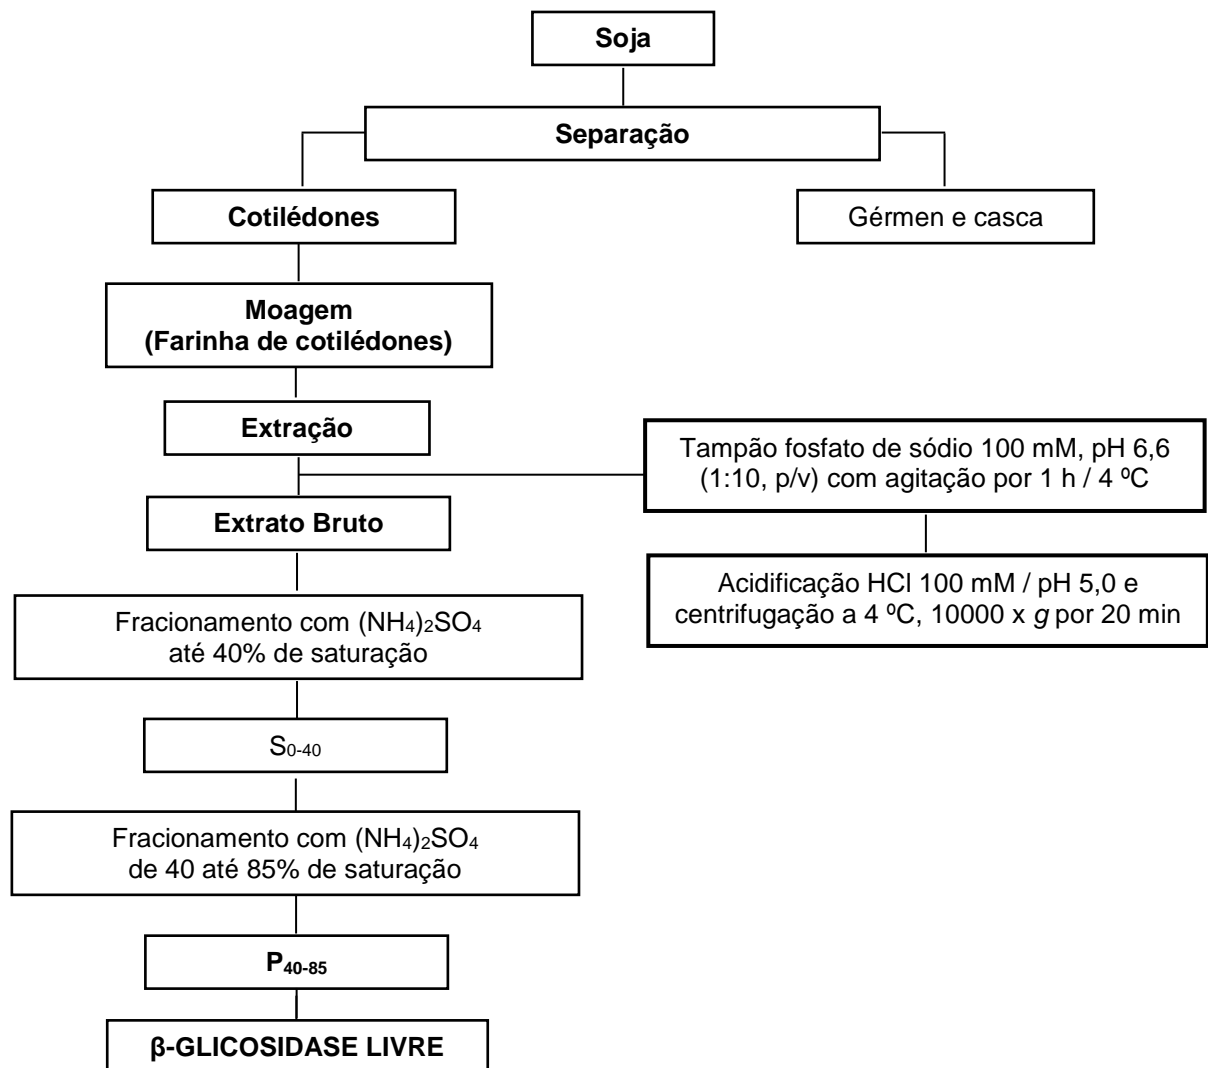 Soja
Separação
Cotilédones
Gérmen e casca
Moagem
(Farinha de cotilédones)
Extração
Tampão fosfato de sódio 100 mM, pH 6,6
(1:10, p/v) com agitação por 1 h / 4 ºC
Extrato Bruto
Acidificação HCl 100 mM / pH 5,0 e
centrifugação a 4 ºC, 10000 x g por 20 min
Fracionamento com (NH₄)₂SO₄
até 40% de saturação
S₀₋₄₀
Fracionamento com (NH₄)₂SO₄
de 40 até 85% de saturação
P₄₀₋₈₅
β-GLICOSIDASE LIVRE